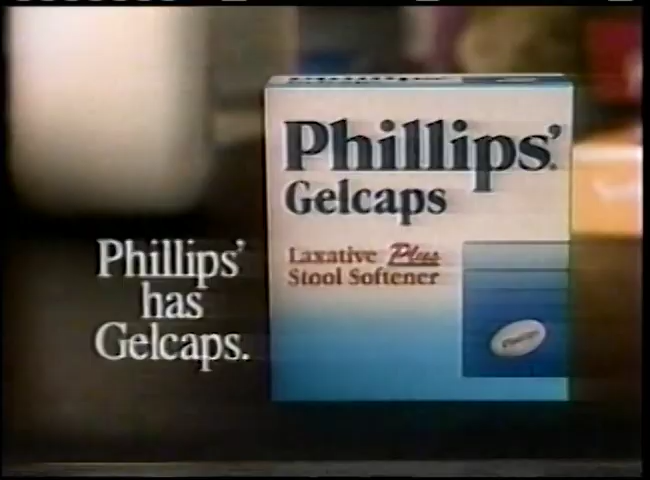 Phillips'
Gelcaps
Laxative Plus
Stool Softener
Phillips'
has
Gelcaps.